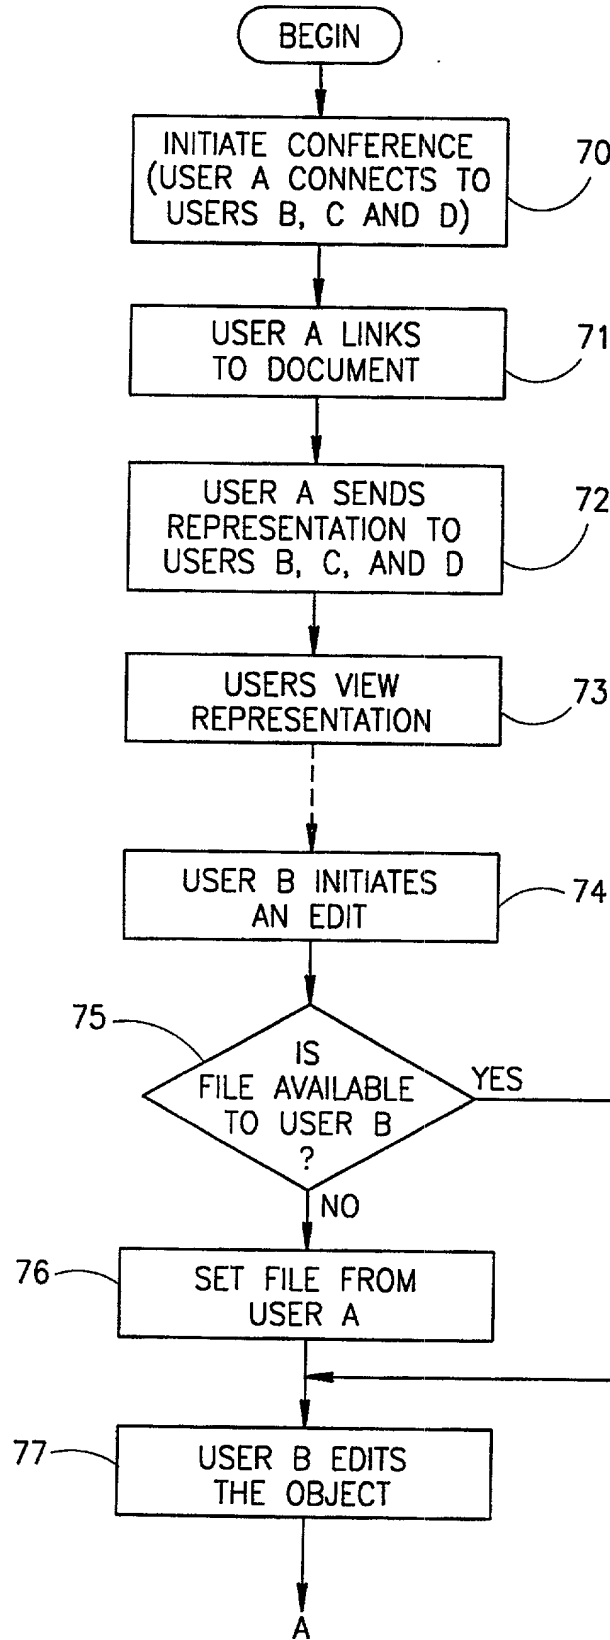 BEGIN
INITIATE CONFERENCE
(USER A CONNECTS TO
USERS B, C AND D)
70
USER A LINKS
TO DOCUMENT
71
USER A SENDS
REPRESENTATION TO
USERS B, C, AND D
72
USERS VIEW
REPRESENTATION
73
USER B INITIATES
AN EDIT
74
75
IS
FILE AVAILABLE
TO USER B
?
YES
NO
76
SET FILE FROM
USER A
77
USER B EDITS
THE OBJECT
A